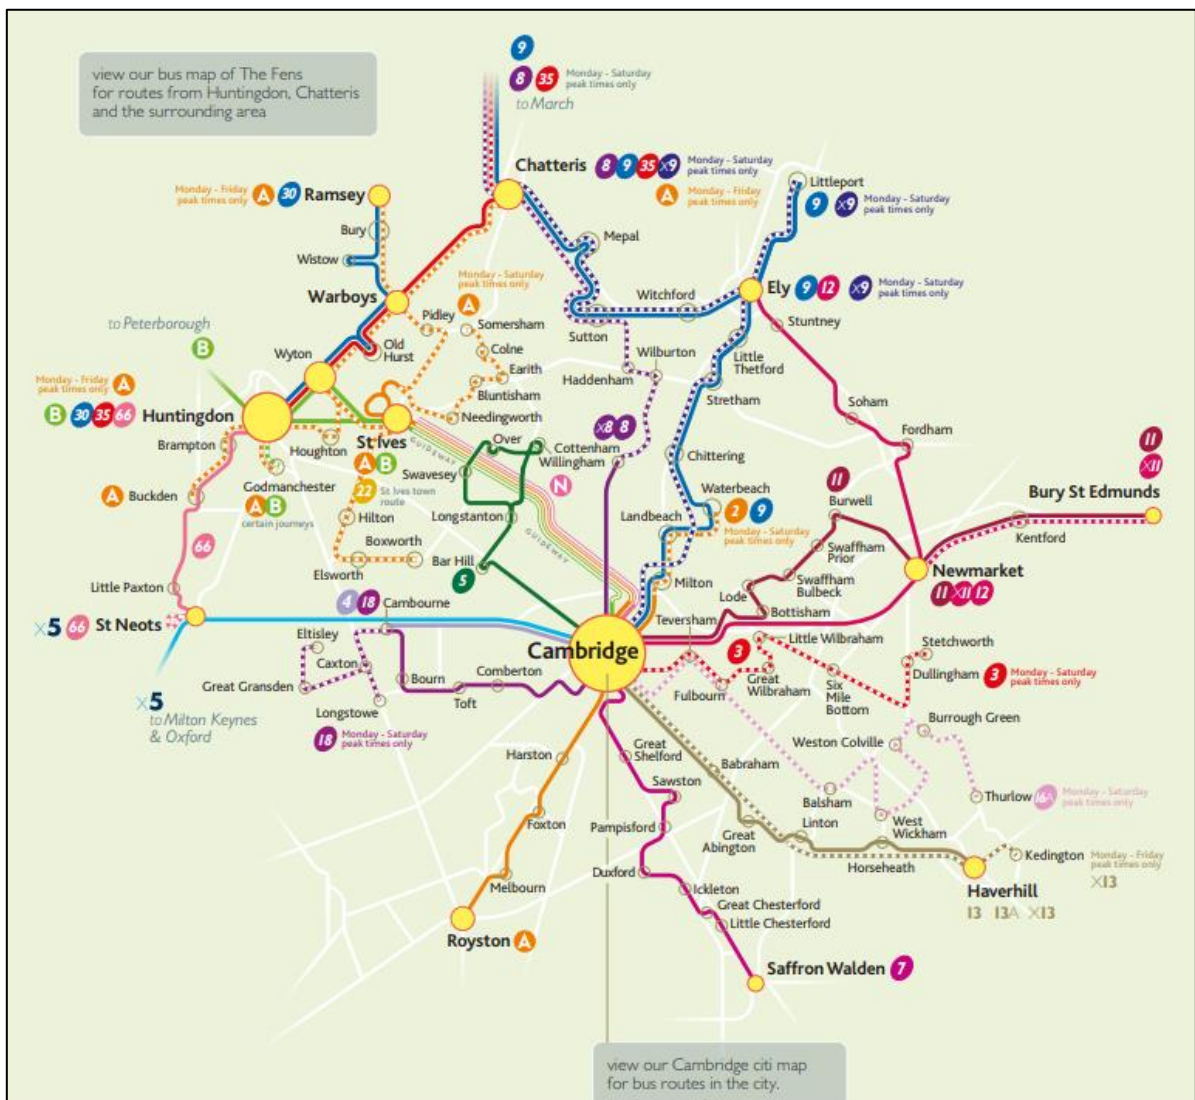 view our bus map of The Fens
for routes from Huntingdon, Chatteris
and the surrounding area
9
8 35 Monday - Saturday
peak times only
to March
Chatteris 8 9 35 X9 Monday - Saturday
peak times only
A Monday - Friday
peak times only
Littleport
9 X9 Monday - Saturday
peak times only
Monday - Friday
peak times only A 30 Ramsey
Bury
Wistow
Mepal
Warboys
Monday - Saturday
peak times only
A
Witchford
Ely 9 12 X9 Monday - Saturday
peak times only
to Peterborough
B
Pidley
Somersham
Sutton
Stuntney
Old
Hurst
Colne
Wyton
Wilburton
Little
Thetford
Earith
Haddenham
Monday - Friday
peak times only A
Bluntisham
Stretham
B 30 35 66
Huntingdon
Needingworth
Soham
Brampton
Houghton
St Ives
A B
22 St Ives town
route
GUIDEWAY
Over
X8 8
Fordham
Cottenham
Willingham
Chittering
11
X11
Swavesey
N
Godmanchester
A B
certain journeys
A Buckden
Waterbeach
2 9
Monday - Saturday
peak times only
11
Burwell
Bury St Edmunds
Hilton
Longstanton
Landbeach
Kentford
Boxworth
GUIDEWAY
Swaffham
Prior
66
Elsworth
Bar Hill
5
Milton
Swaffham
Bulbeck
Newmarket
11 X11 12
Little Paxton
Lode
4 18 Cambourne
Teversham
Bottisham
X5 66 St Neots
Eltisley
Cambridge
3
Little Wilbraham
Stetchworth
Caxton
Comberton
Great
Wilbraham
Dullingham 3 Monday - Saturday
peak times only
Great Gransden
Bourn
Toft
Fulbourn
Six
Mile
Bottom
X5
to Milton Keynes
& Oxford
Longstowe
18 Monday - Saturday
peak times only
Burrough Green
Harston
Great
Shelford
Weston Colville
Babraham
Sawston
Balsham
Thurlow 16A Monday - Saturday
peak times only
Foxton
Pampisford
Great
Abington
Linton
West
Wickham
Kedington Monday - Friday
peak times only
X13
Duxford
Horseheath
Melbourn
Ickleton
Haverhill
13 13A X13
Great Chesterford
Little Chesterford
Royston A
Saffron Walden 7
view our Cambridge citi map
for bus routes in the city.